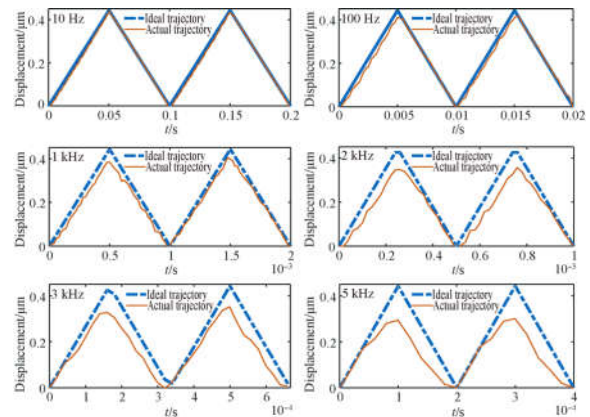 10 Hz
Ideal trajectory
Actual trajectory
0.4
0.2
0
Displacement/μm
0 0.05 0.1 0.15 0.2
t/s
100 Hz
Ideal trajectory
Actual trajectory
0.4
0.2
0
Displacement/μm
0 0.005 0.01 0.015 0.02
t/s
1 kHz
Ideal trajectory
Actual trajectory
0.4
0.2
0
Displacement/μm
0 0.5 1 1.5 2
t/s
10⁻³
2 kHz
Ideal trajectory
Actual trajectory
0.4
0.2
0
Displacement/μm
0 0.2 0.4 0.6 0.8 1
t/s
10⁻³
3 kHz
Ideal trajectory
Actual trajectory
0.4
0.2
0
Displacement/μm
0 1 2 3 4 5 6
t/s
10⁻⁴
5 kHz
Ideal trajectory
Actual trajectory
0.4
0.2
0
Displacement/μm
0 1 2 3 4
t/s
10⁻⁴